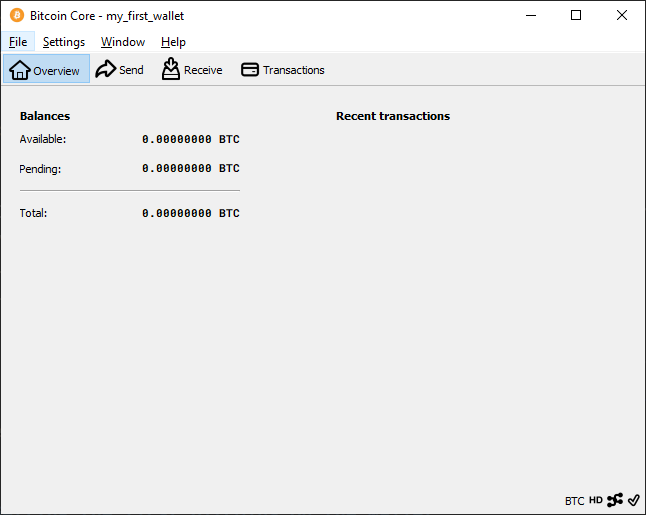 Bitcoin Core - my_first_wallet
File Settings Window Help
Overview Send Receive Transactions
Balances Recent transactions
Available: 0.00000000 BTC
Pending: 0.00000000 BTC
Total: 0.00000000 BTC
BTC HD